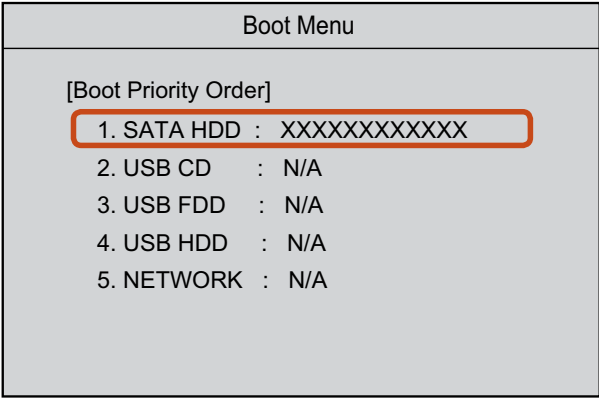 Boot Menu
[Boot Priority Order]
1. SATA HDD : XXXXXXXXXXXX
2. USB CD : N/A
3. USB FDD : N/A
4. USB HDD : N/A
5. NETWORK : N/A